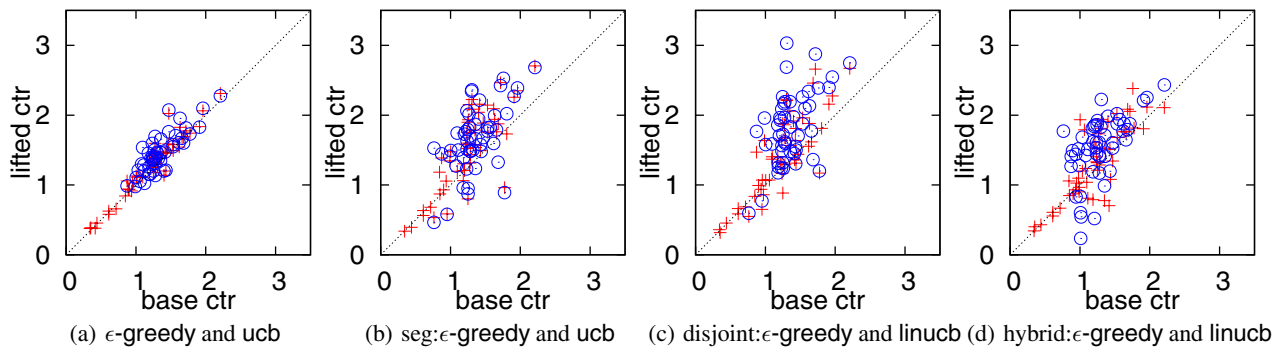 lifted ctr
3
2
1
0
0 1 2 3
base ctr
(a) ϵ-greedy and ucb
lifted ctr
3
2
1
0
0 1 2 3
base ctr
(b) seg:ϵ-greedy and ucb
lifted ctr
3
2
1
0
0 1 2 3
base ctr
(c) disjoint:ϵ-greedy and linucb
lifted ctr
3
2
1
0
0 1 2 3
base ctr
(d) hybrid:ϵ-greedy and linucb